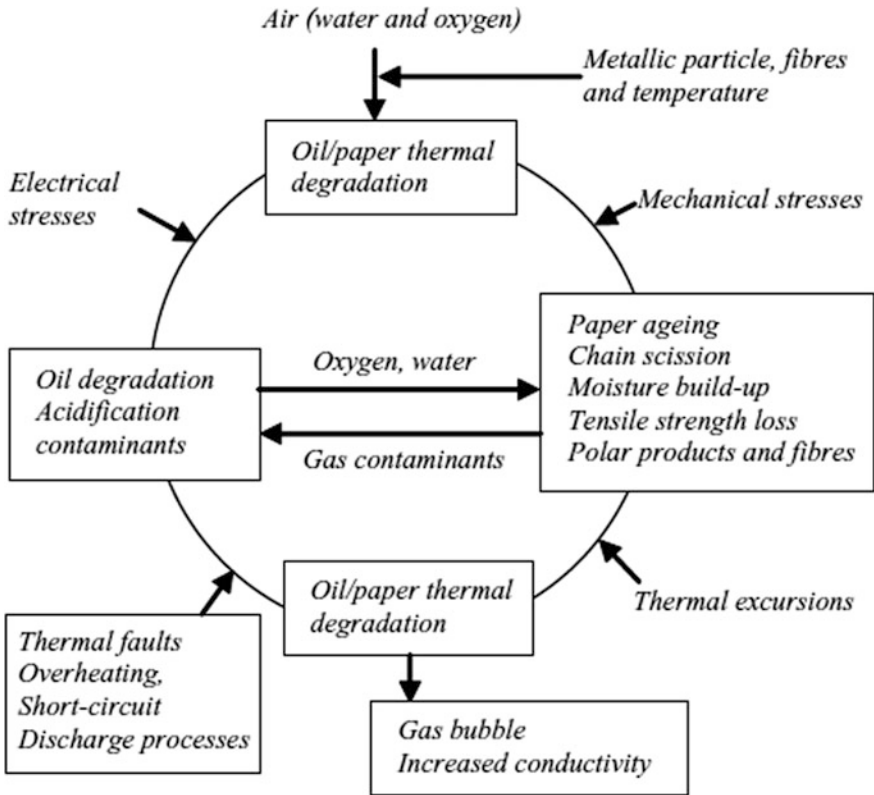 Air (water and oxygen)
Metallic particle, fibres
and temperature
Oil/paper thermal
degradation
Electrical
stresses
Mechanical stresses
Paper ageing
Chain scission
Moisture build-up
Tensile strength loss
Polar products and fibres
Oxygen, water
Oil degradation
Acidification
contaminants
Gas contaminants
Oil/paper thermal
degradation
Thermal excursions
Thermal faults
Overheating,
Short-circuit
Discharge processes
Gas bubble
Increased conductivity